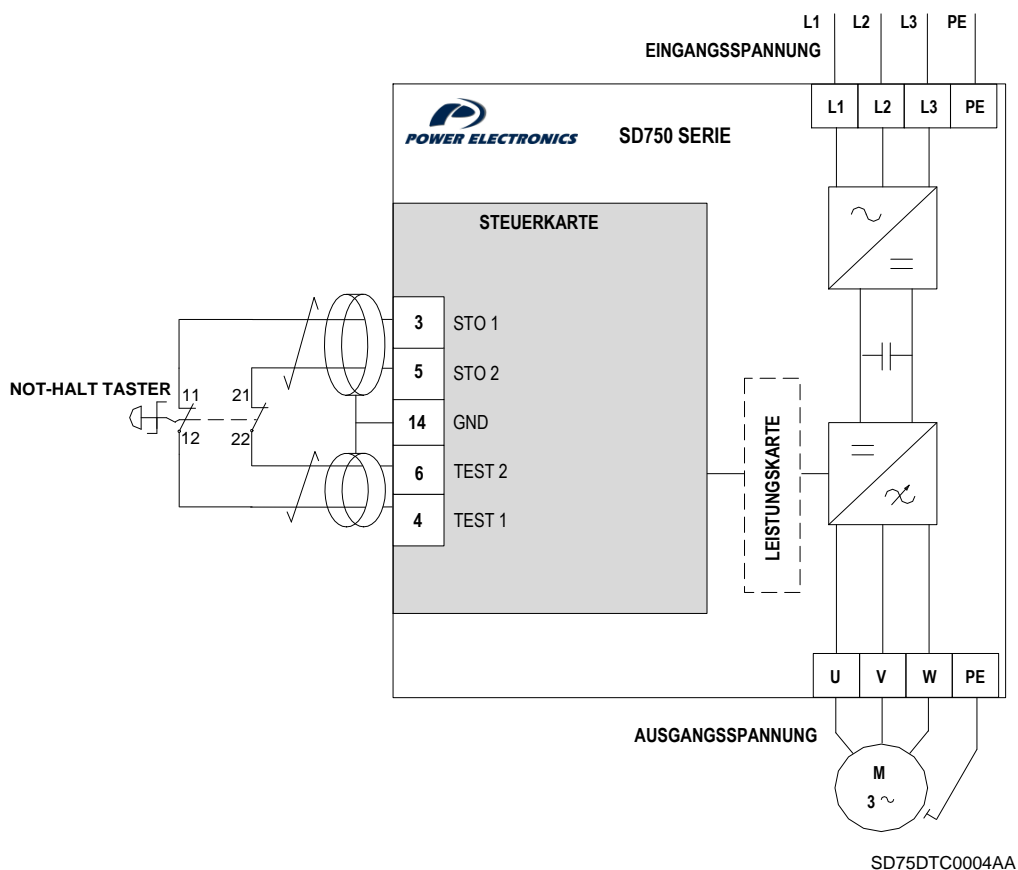 L1 L2 L3 PE
EINGANGSSPANNUNG
L1 L2 L3 PE
POWER ELECTRONICS
SD750 SERIE
STEUERKARTE
3 STO 1
5 STO 2
14 GND
6 TEST 2
4 TEST 1
NOT-HALT TASTER
11 21
12 22
LEISTUNGSKARTE
U V W PE
AUSGANGSSPANNUNG
M
3 ~
SD75DTC0004AA